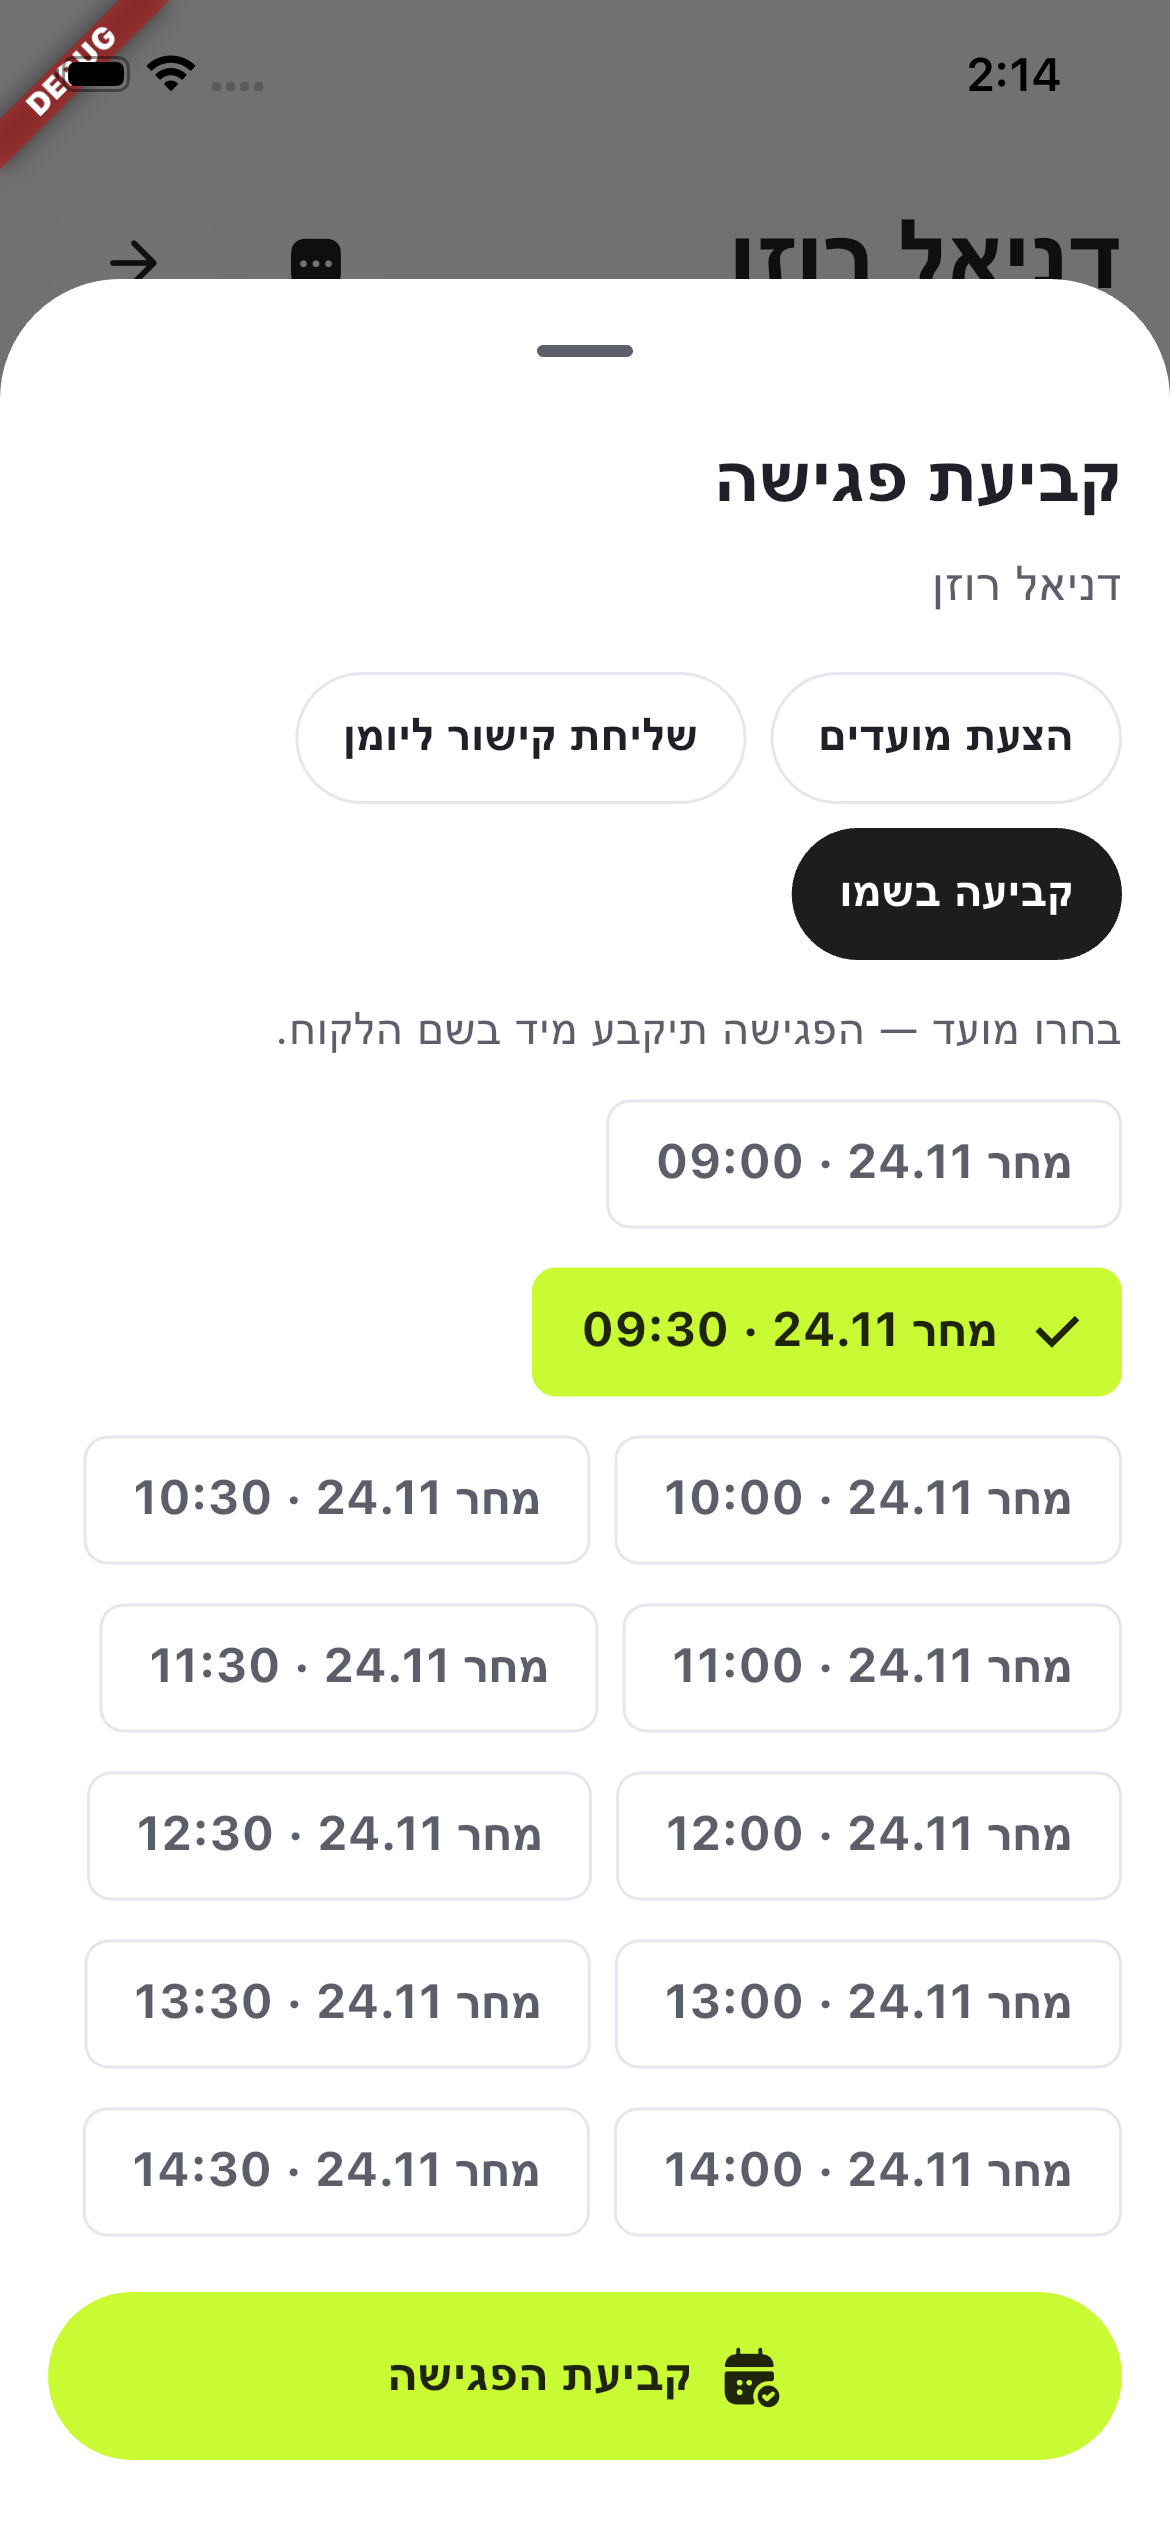 DEBUG
2:14
דניאל רוזן
קביעת פגישה
דניאל רוזן
הצעת מועדים
שליחת קישור ליומן
קביעה בשמו
בחרו מועד — הפגישה תיקבע מיד בשם הלקוח.
מחר 24.11 · 09:00
מחר 24.11 · 09:30
מחר 24.11 · 10:00
מחר 24.11 · 10:30
מחר 24.11 · 11:00
מחר 24.11 · 11:30
מחר 24.11 · 12:00
מחר 24.11 · 12:30
מחר 24.11 · 13:00
מחר 24.11 · 13:30
מחר 24.11 · 14:00
מחר 24.11 · 14:30
קביעת הפגישה